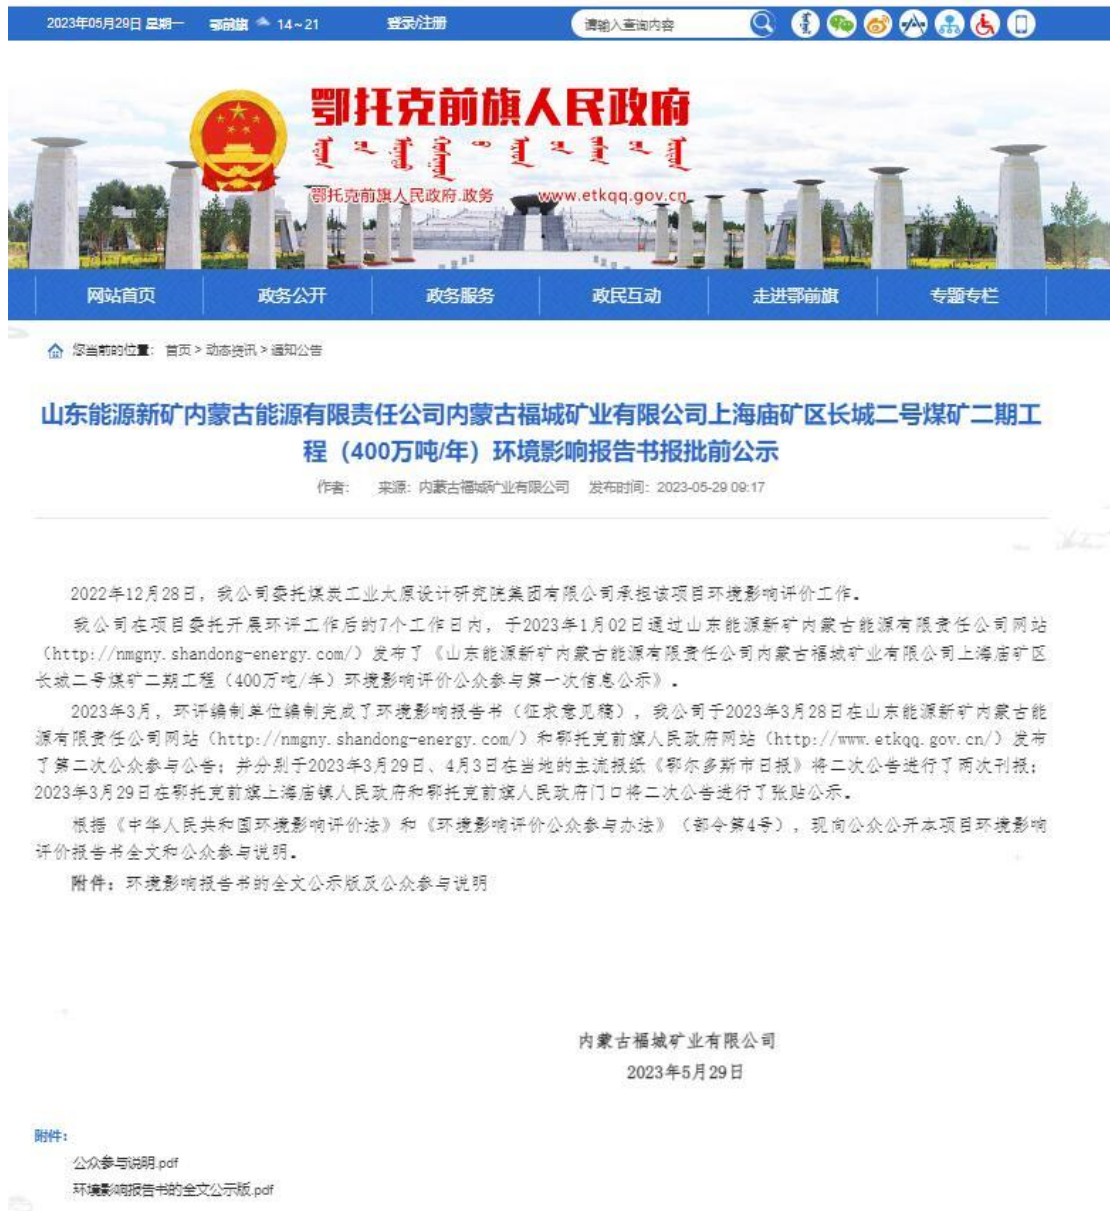 2023年05月29日 星期一 鄂前旗 14~21 登录/注册 请输入查询内容
鄂托克前旗人民政府
鄂托克前旗人民政府.政务 www.etkqq.gov.cn
网站首页 政务公开 政务服务 政民互动 走进鄂前旗 专题专栏
您当前的位置： 首页 > 动态资讯 > 通知公告
山东能源新矿内蒙古能源有限责任公司内蒙古福城矿业有限公司上海庙矿区长城二号煤矿二期工
程（400万吨/年）环境影响报告书报批前公示
作者： 来源：内蒙古福城矿业有限公司 发布时间：2023-05-29 09:17
2022年12月28日，我公司委托煤炭工业太原设计研究院集团有限公司承担该项目环境影响评价工作。
我公司在项目委托开展环评工作后的7个工作日内，于2023年1月02日通过山东能源新矿内蒙古能源有限责任公司网站
（http://nmgny.shandong-energy.com/）发布了《山东能源新矿内蒙古能源有限责任公司内蒙古福城矿业有限公司上海庙矿区
长城二号煤矿二期工程（400万吨/年）环境影响评价公众参与第一次信息公示》。
2023年3月，环评编制单位编制完成了环境影响报告书（征求意见稿），我公司于2023年3月28日在山东能源新矿内蒙古能
源有限责任公司网站（http://nmgny.shandong-energy.com/）和鄂托克前旗人民政府网站（http://www.etkqq.gov.cn/）发布
了第二次公众参与公告；并分别于2023年3月29日、4月3日在当地的主流报纸《鄂尔多斯市日报》将二次公告进行了两次刊报；
2023年3月29日在鄂托克前旗上海庙镇人民政府和鄂托克前旗人民政府门口将二次公告进行了张贴公示。
根据《中华人民共和国环境影响评价法》和《环境影响评价公众参与办法》（部令第4号），现向公众公开本项目环境影响
评价报告书全文和公众参与说明。
附件：环境影响报告书的全文公示版及公众参与说明
内蒙古福城矿业有限公司
2023年5月29日
附件：
公众参与说明.pdf
环境影响报告书的全文公示版.pdf